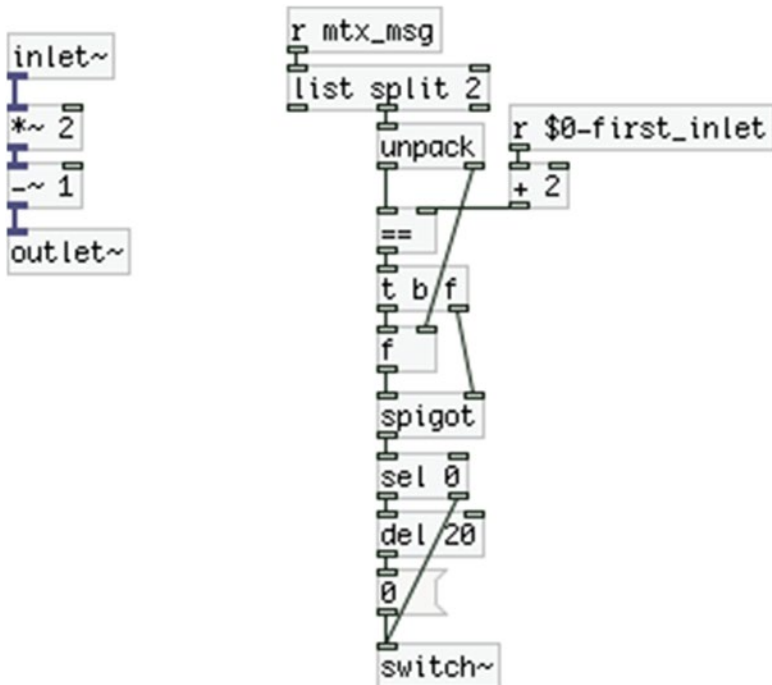 inlet~
*~ 2
-~ 1
outlet~
r mtx_msg
list split 2
unpack
r $0-first_inlet
+ 2
==
t b f
f
spigot
sel 0
del 20
0
switch~